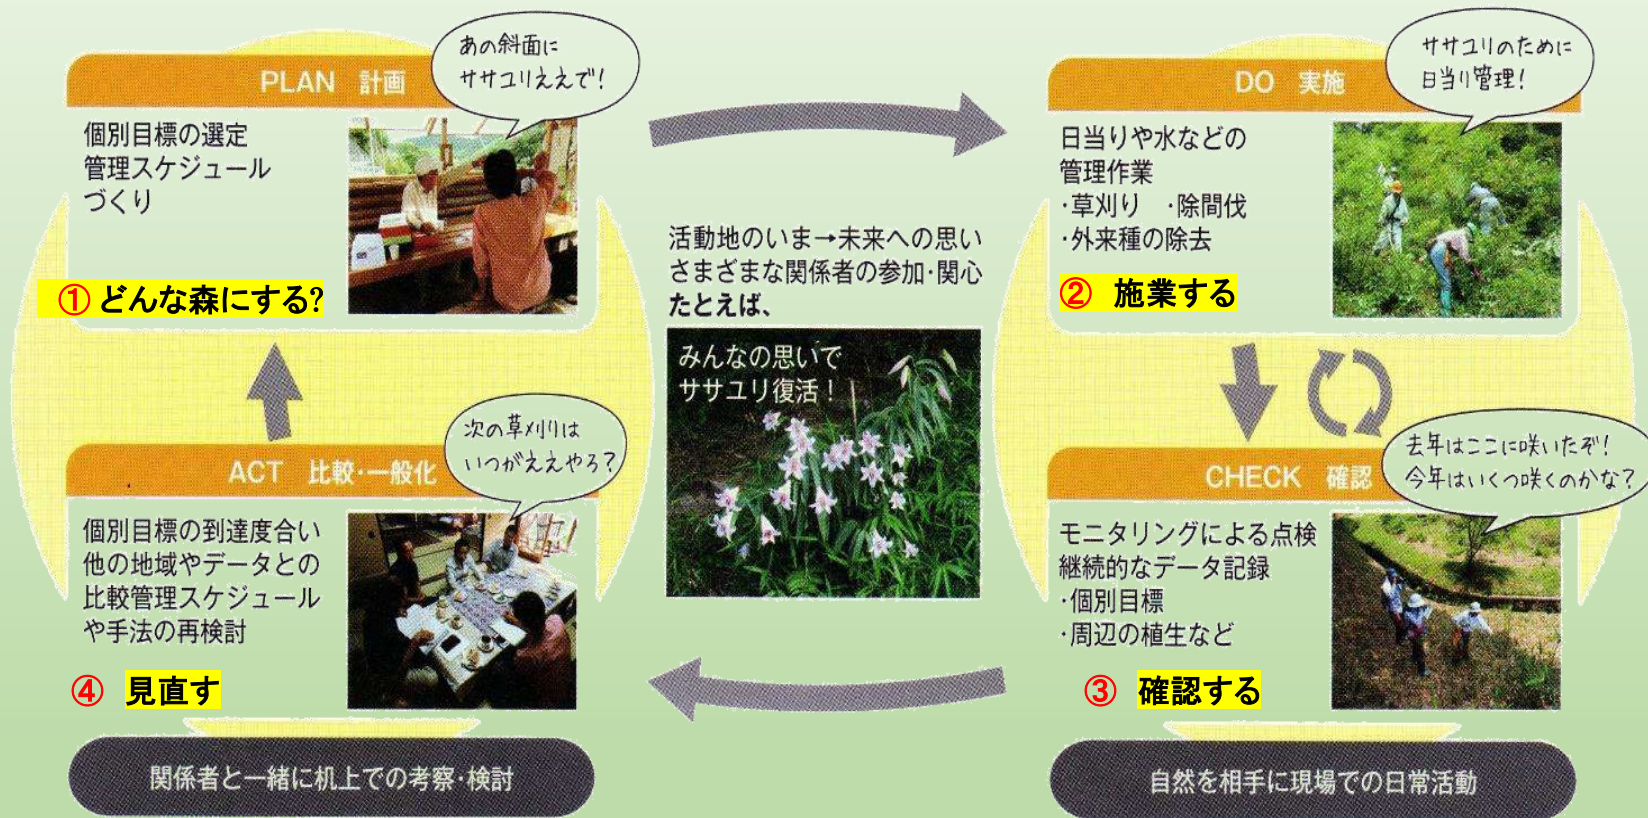 PLAN 計画
あの斜面に
ササユリええで!
個別目標の選定
管理スケジュール
づくり
① どんな森にする?
DO 実施
ササユリのために
日当り管理!
日当りや水などの
管理作業
・草刈り ・除間伐
・外来種の除去
② 施業する
活動地のいま→未来への思い
さまざまな関係者の参加・関心
たとえば、
みんなの思いで
ササユリ復活!
CHECK 確認
去年はここに咲いたぞ!
今年はいくつ咲くのかな?
モニタリングによる点検
継続的なデータ記録
・個別目標
・周辺の植生など
③ 確認する
ACT 比較・一般化
次の草刈りは
いつがええやろ?
個別目標の到達度合い
他の地域やデータとの
比較管理スケジュール
や手法の再検討
④ 見直す
関係者と一緒に机上での考察・検討
自然を相手に現場での日常活動